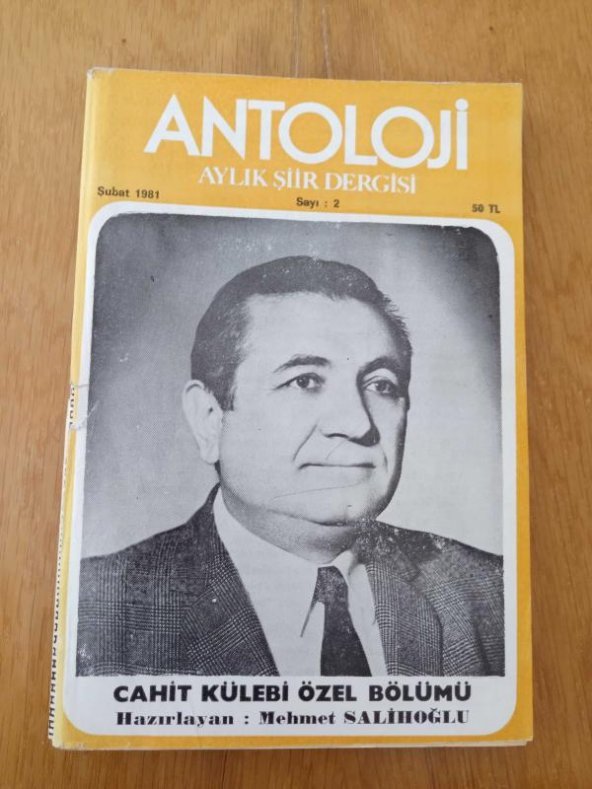 ANTOLOJİ
AYLIK ŞİİR DERGİSİ
Şubat 1981 Sayı : 2 50 TL
CAHİT KÜLEBİ ÖZEL BÖLÜMÜ
Hazırlayan : Mehmet SALİHOĞLU